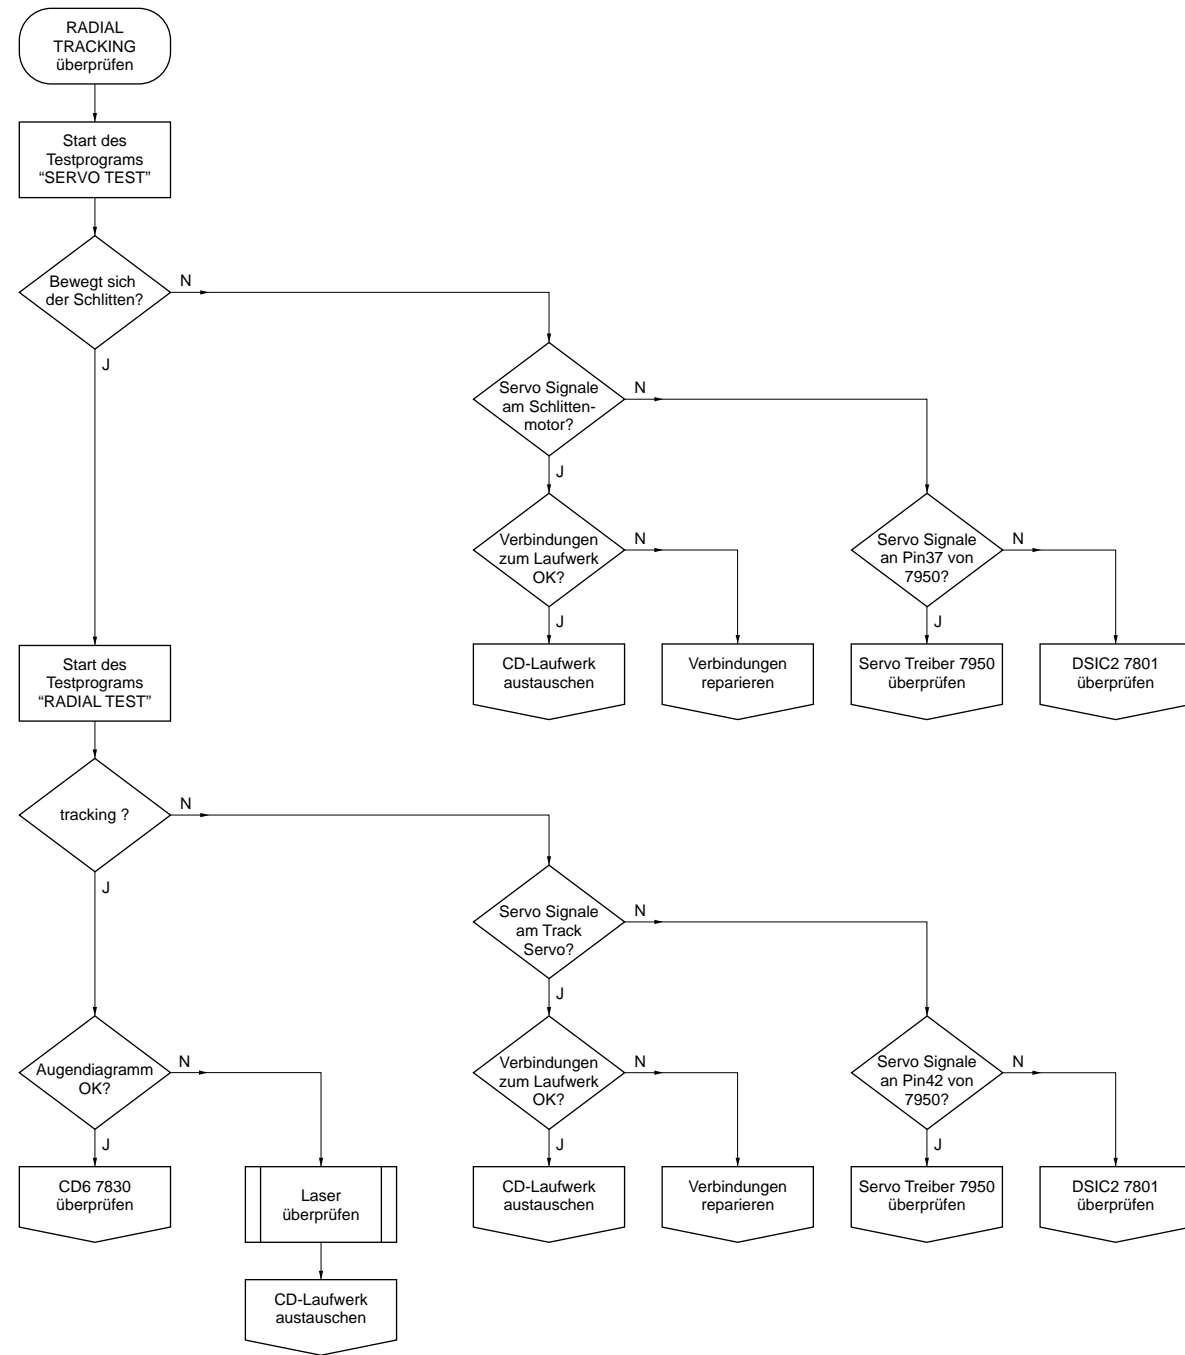 RADIAL
TRACKING
überprüfen
Start des
Testprograms
“SERVO TEST”
Bewegt sich
der Schlitten?
N
J
Servo Signale
am Schlitten-
motor?
N
J
Verbindungen
zum Laufwerk
OK?
N
J
Servo Signale
an Pin37 von
7950?
N
J
CD-Laufwerk
austauschen
Verbindungen
reparieren
Servo Treiber 7950
überprüfen
DSIC2 7801
überprüfen
Start des
Testprograms
“RADIAL TEST”
tracking ?
N
J
Servo Signale
am Track
Servo?
N
J
Augendiagramm
OK?
N
J
Verbindungen
zum Laufwerk
OK?
N
J
Servo Signale
an Pin42 von
7950?
N
J
CD6 7830
überprüfen
Laser
überprüfen
CD-Laufwerk
austauschen
Verbindungen
reparieren
Servo Treiber 7950
überprüfen
DSIC2 7801
überprüfen
CD-Laufwerk
austauschen